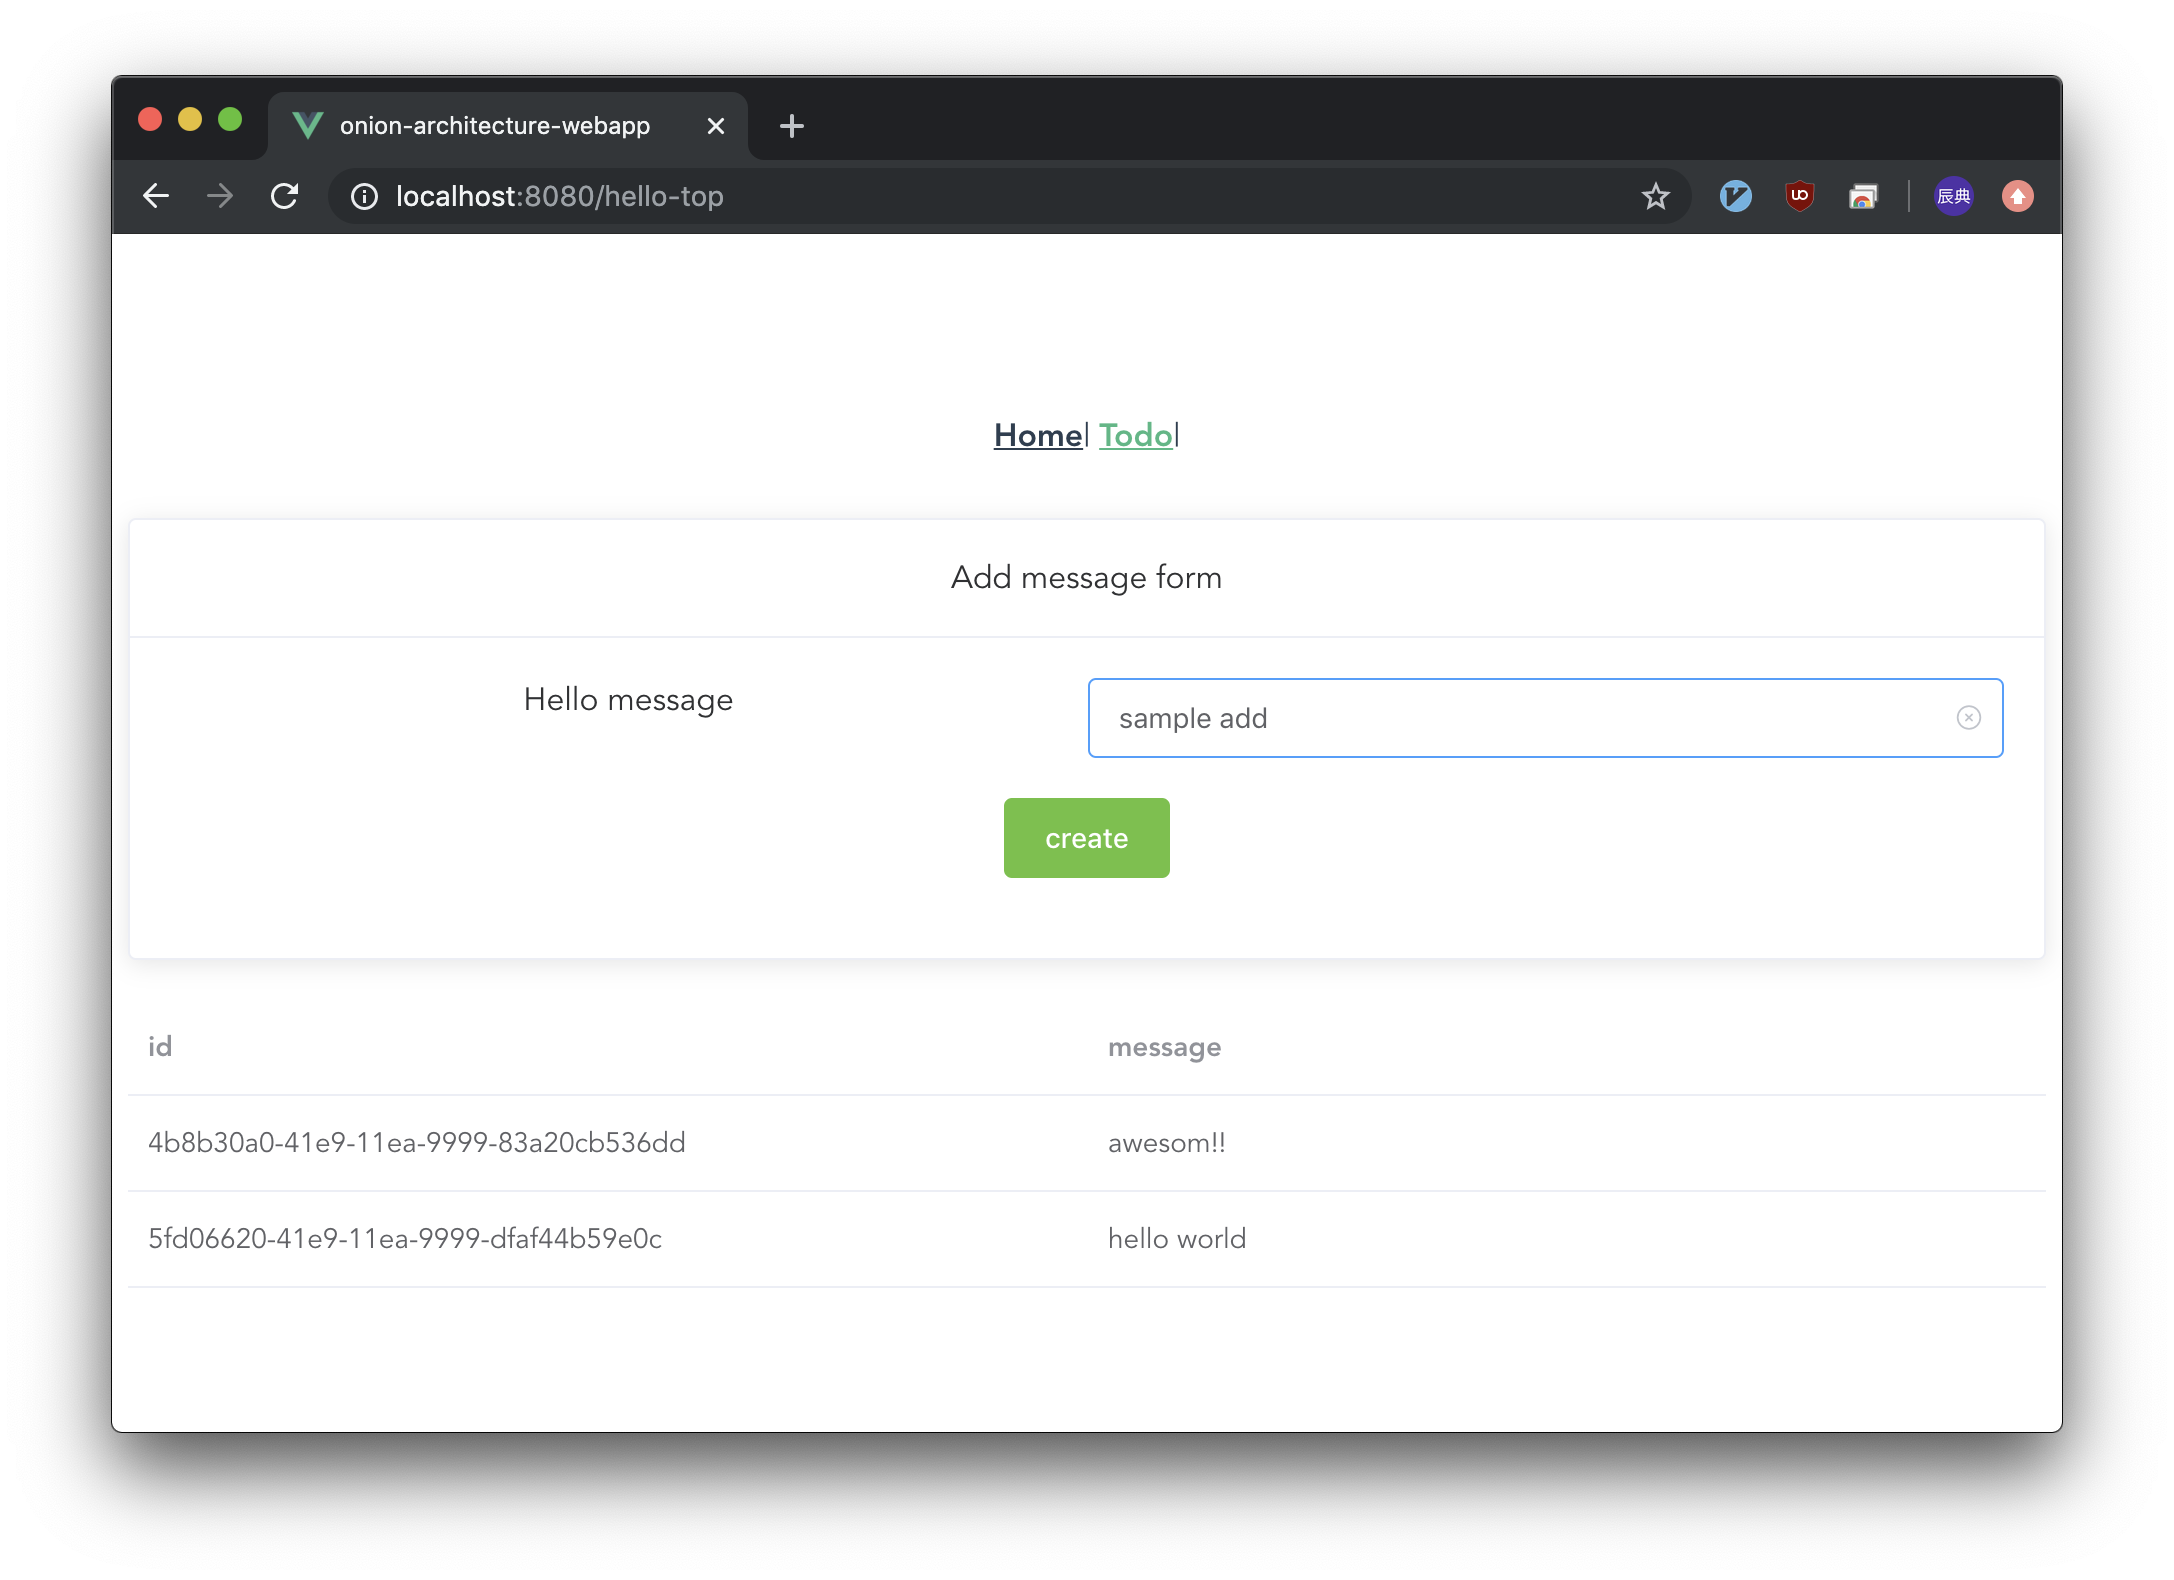 onion-architecture-webapp
localhost:8080/hello-top
辰典
Home| Todo|
Add message form
Hello message
sample add
create
id message
4b8b30a0-41e9-11ea-9999-83a20cb536dd awesom!!
5fd06620-41e9-11ea-9999-dfaf44b59e0c hello world